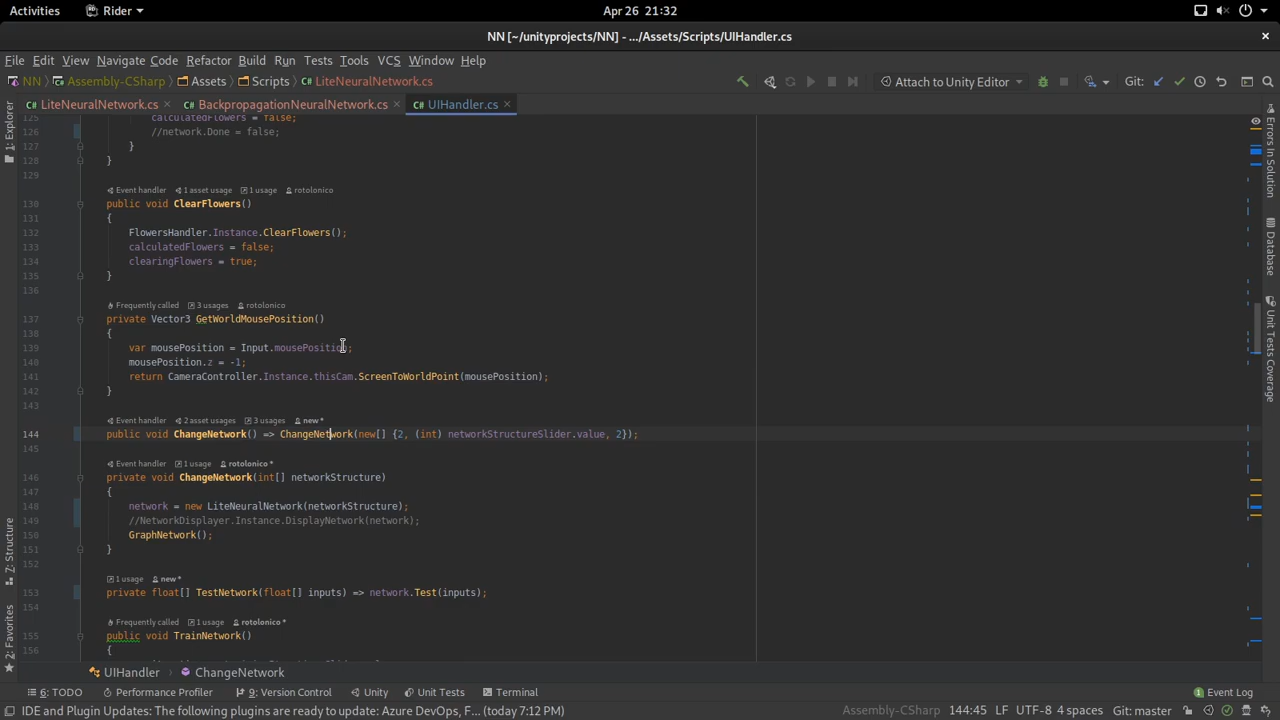 Activities Rider Apr 26 21:32
NN [~/unityprojects/NN] - .../Assets/Scripts/UIHandler.cs
File Edit View Navigate Code Refactor Build Run Tests Tools VCS Window Help
NN Assembly-CSharp Assets Scripts LiteNeuralNetwork.cs Attach to Unity Editor Git:
LiteNeuralNetwork.cs BackpropagationNeuralNetwork.cs UIHandler.cs
125 calculatedFlowers = false;
126 //network.Done = false;
127 }
128 }
129
Event handler 1 asset usage 1 usage rotolonico
130 public void ClearFlowers()
131 {
132 FlowersHandler.Instance.ClearFlowers();
133 calculatedFlowers = false;
134 clearingFlowers = true;
135 }
136
Frequently called 3 usages rotolonico
137 private Vector3 GetWorldMousePosition()
138 {
139 var mousePosition = Input.mousePosition;
140 mousePosition.z = -1;
141 return CameraController.Instance.thisCam.ScreenToWorldPoint(mousePosition);
142 }
143
Event handler 2 asset usages 3 usages new *
144 public void ChangeNetwork() => ChangeNetwork(new[] {2, (int) networkStructureSlider.value, 2});
145
Event handler 1 usage rotolonico *
146 private void ChangeNetwork(int[] networkStructure)
147 {
148 network = new LiteNeuralNetwork(networkStructure);
149 //NetworkDisplayer.Instance.DisplayNetwork(network);
150 GraphNetwork();
151 }
152
1 usage new *
153 private float[] TestNetwork(float[] inputs) => network.Test(inputs);
154
Frequently called 1 usage rotolonico *
155 public void TrainNetwork()
156 {
UIHandler ChangeNetwork
6: TODO Performance Profiler 9: Version Control Unity Unit Tests Terminal Event Log
IDE and Plugin Updates: The following plugins are ready to update: Azure DevOps, F... (today 7:12 PM) Assembly-CSharp 144:45 LF UTF-8 4 spaces Git: master
1: Explorer
Z: Structure
2: Favorites
Errors In Solution
Database
Unit Tests Coverage